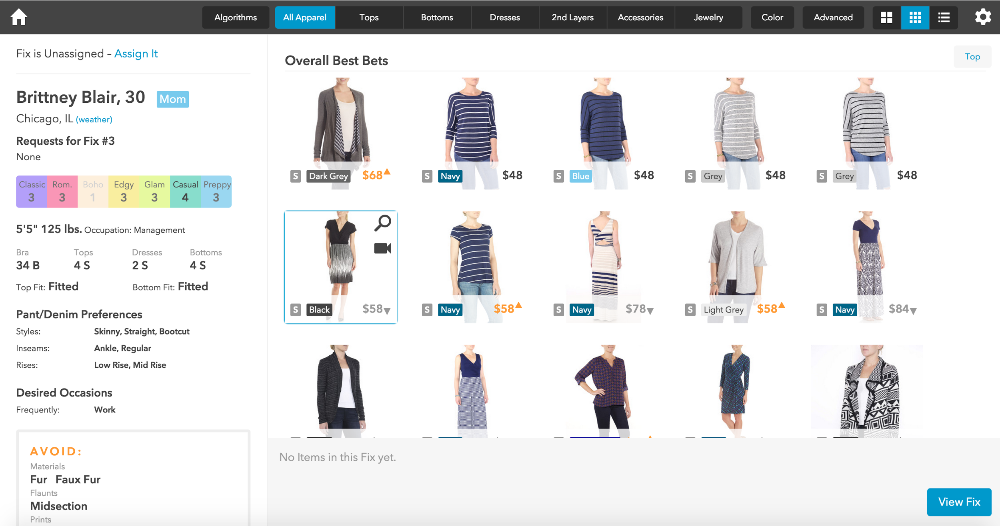 Algorithms All Apparel Tops Bottoms Dresses 2nd Layers Accessories Jewelry Color Advanced
Fix is Unassigned – Assign It
Brittney Blair, 30 Mom
Chicago, IL (weather)
Requests for Fix #3
None
Classic Rom. Boho Edgy Glam Casual Preppy
3 3 1 3 3 4 3
5'5" 125 lbs. Occupation: Management
Bra Tops Dresses Bottoms
34 B 4 S 2 S 4 S
Top Fit: Fitted Bottom Fit: Fitted
Pant/Denim Preferences
Styles: Skinny, Straight, Bootcut
Inseams: Ankle, Regular
Rises: Low Rise, Mid Rise
Desired Occasions
Frequently: Work
AVOID:
Materials
Fur Faux Fur
Flaunts
Midsection
Prints
Overall Best Bets
Top
S Dark Grey $68 S Navy $48 S Blue $48 S Grey $48 S Grey $48
S Black $58 S Navy $58 S Navy $78 S Light Grey $58 S Navy $84
No Items in this Fix yet.
View Fix